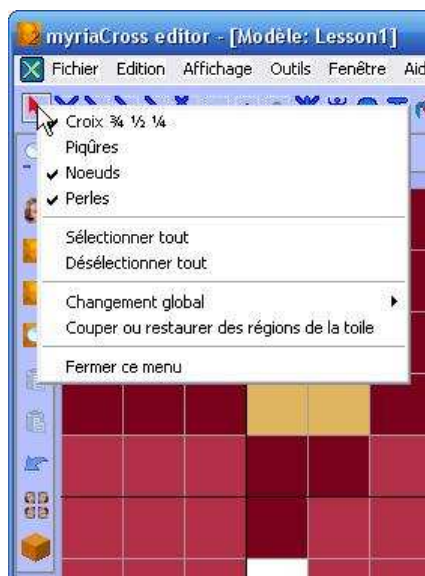 myriaCross editor - [Modèle: Lesson1]
Fichier Edition Affichage Outils Fenêtre Aid
Croix ¾ ½ ¼
Piqûres
Noeuds
Perles
Sélectionner tout
Désélectionner tout
Changement global
Couper ou restaurer des régions de la toile
Fermer ce menu